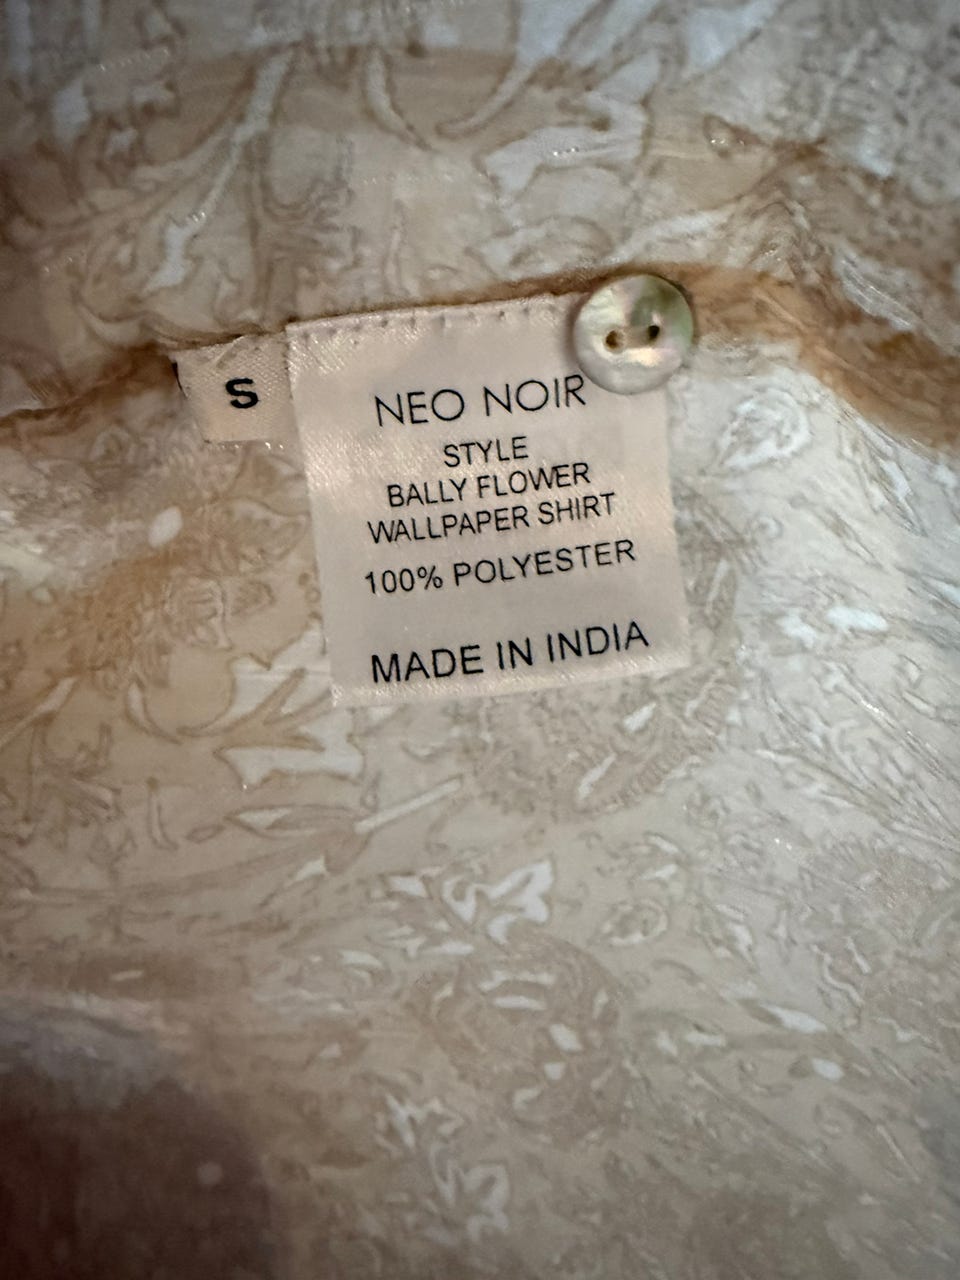 S
NEO NOIR
STYLE
BALLY FLOWER
WALLPAPER SHIRT
100% POLYESTER
MADE IN INDIA